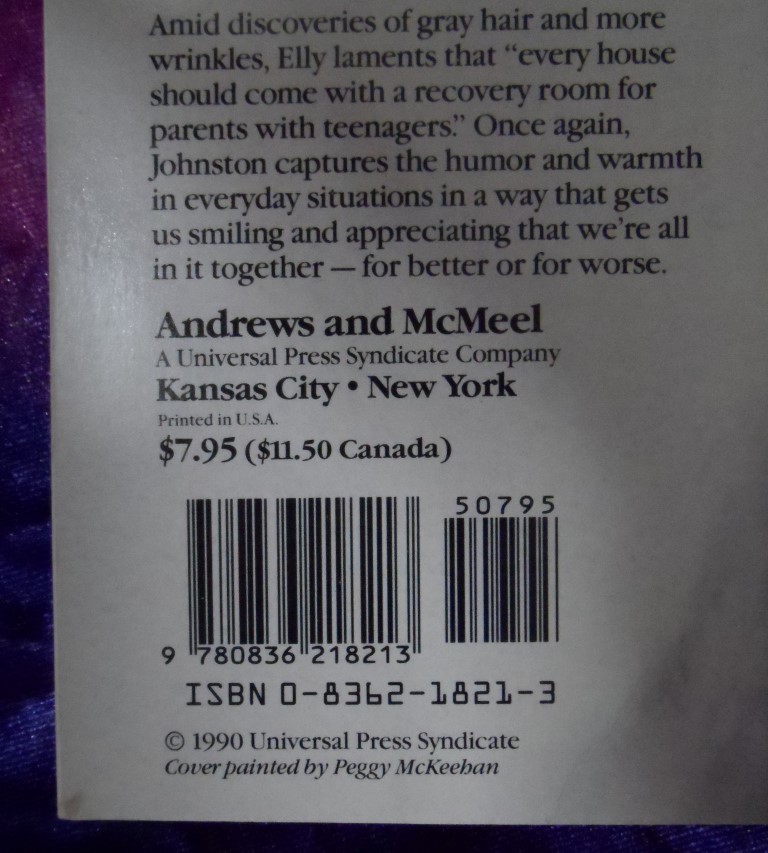 Amid discoveries of gray hair and more
wrinkles, Elly laments that “every house
should come with a recovery room for
parents with teenagers.” Once again,
Johnston captures the humor and warmth
in everyday situations in a way that gets
us smiling and appreciating that we’re all
in it together — for better or for worse.
Andrews and McMeel
A Universal Press Syndicate Company
Kansas City • New York
Printed in U.S.A.
$7.95 ($11.50 Canada)
50795
9 780836 218213
ISBN 0-8362-1821-3
© 1990 Universal Press Syndicate
Cover painted by Peggy McKeehan